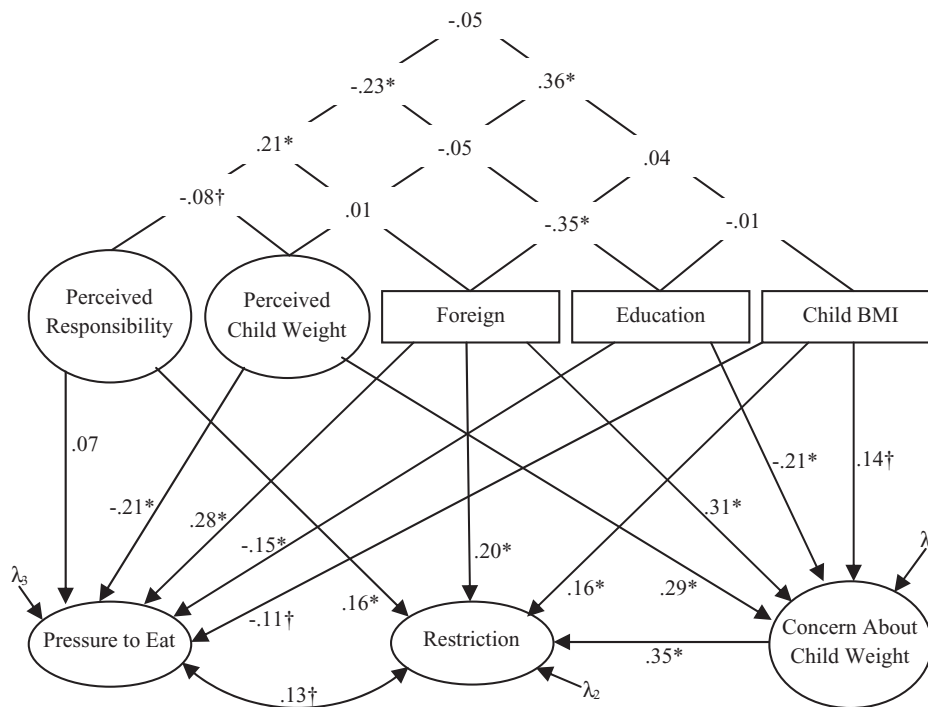 -.05
-.23*
.36*
.21*
-.05
.04
-.08†
.01
-.35*
-.01
Perceived
Responsibility
Perceived
Child Weight
Foreign
Education
Child BMI
.07
-.21*
.28*
-.15*
-.11†
.16*
.20*
.16*
.29*
.31*
-.21*
.14†
λ
λ₃
Pressure to Eat
Restriction
Concern About
Child Weight
.35*
.13†
λ₂